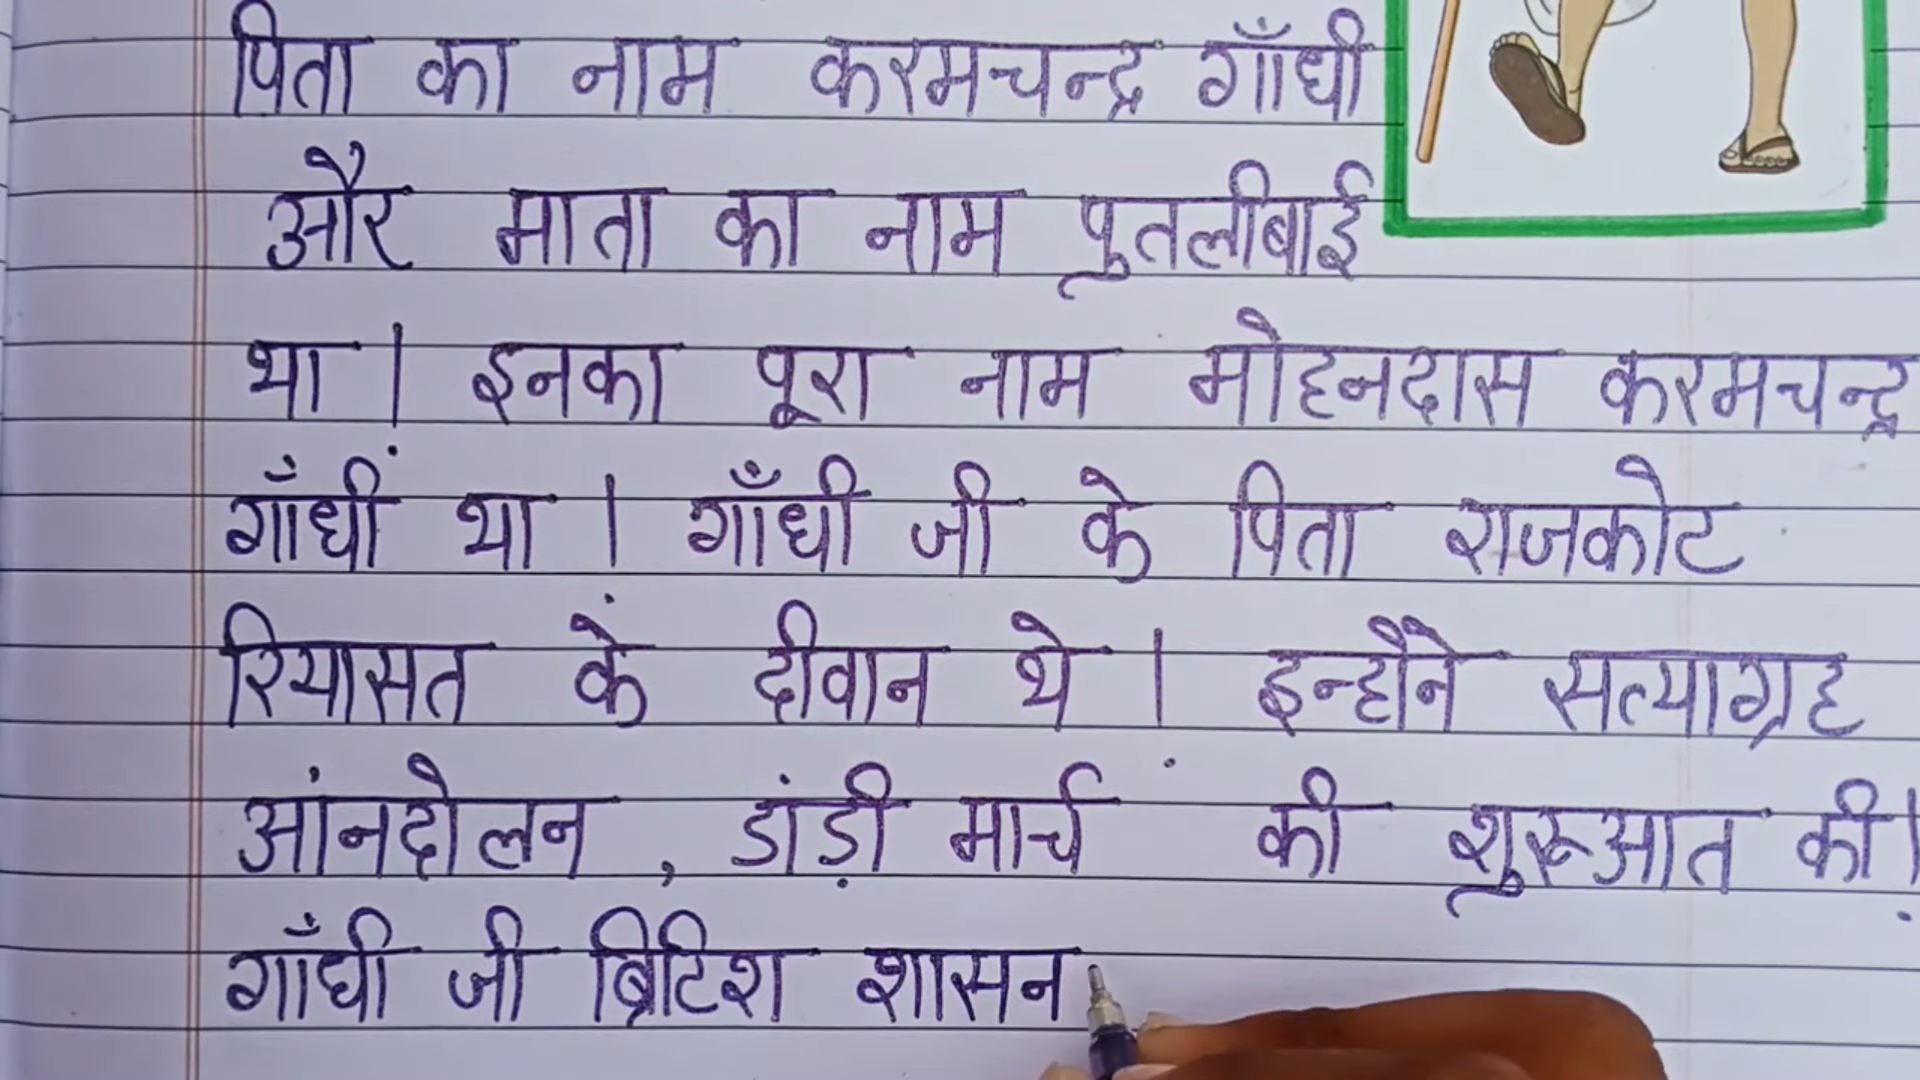 पिता का नाम करमचन्द्र गाँधी
और माता का नाम पुतलीबाई
था। इनका पूरा नाम मोहनदास करमचन्द्र
गाँधी था। गाँधी जी के पिता राजकोट
रियासत के दीवान थे। इन्हौने सत्याग्रह
आंनदोलन, डांड़ी मार्च की शुरूआत की।
गाँधी जी ब्रिटिश शासन